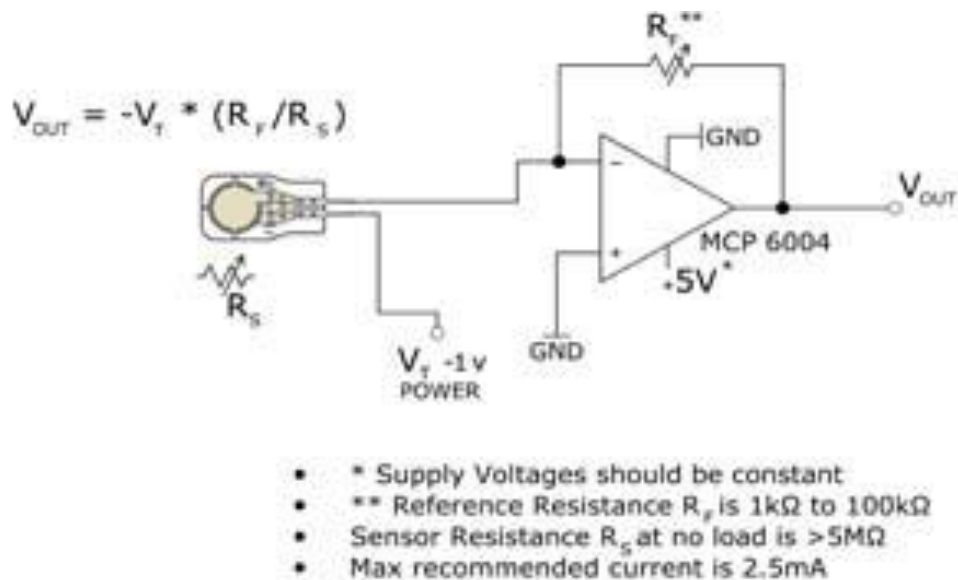 R_F**
V_OUT = -V_T * (R_F/R_S)
GND
V_OUT
MCP 6004
+5V*
R_S
GND
V_T -1 v
POWER
• * Supply Voltages should be constant
• ** Reference Resistance R_F is 1kΩ to 100kΩ
• Sensor Resistance R_S at no load is >5MΩ
• Max recommended current is 2.5mA